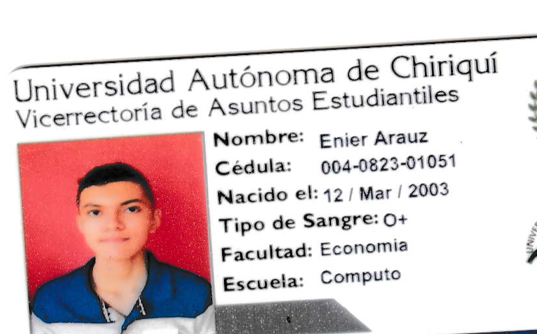 Universidad Autónoma de Chiriquí
Vicerrectoría de Asuntos Estudiantiles
Nombre: Enier Arauz
Cédula: 004-0823-01051
Nacido el: 12 / Mar / 2003
Tipo de Sangre: O+
Facultad: Economia
Escuela: Computo